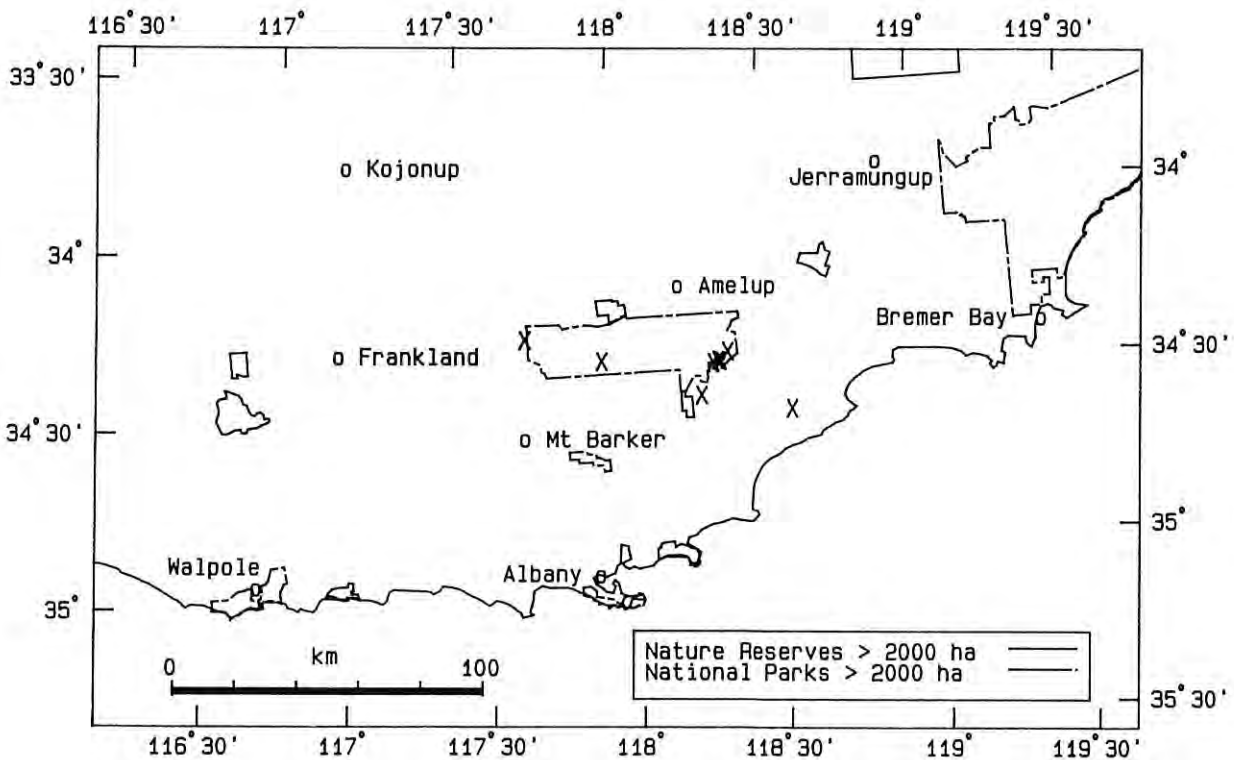 116° 30' 117° 117° 30' 118° 118° 30' 119° 119° 30'
33° 30'
o Kojonup
Jerramungup
34°
34°
o Amelup
Bremer Bay
X
o Frankland
X
X
X
X
X
34° 30'
34° 30'
o Mt Barker
35°
Walpole
Albany
35°
km
0 100
Nature Reserves > 2000 ha
National Parks > 2000 ha
35° 30'
116° 30' 117° 117° 30' 118° 118° 30' 119° 119° 30'